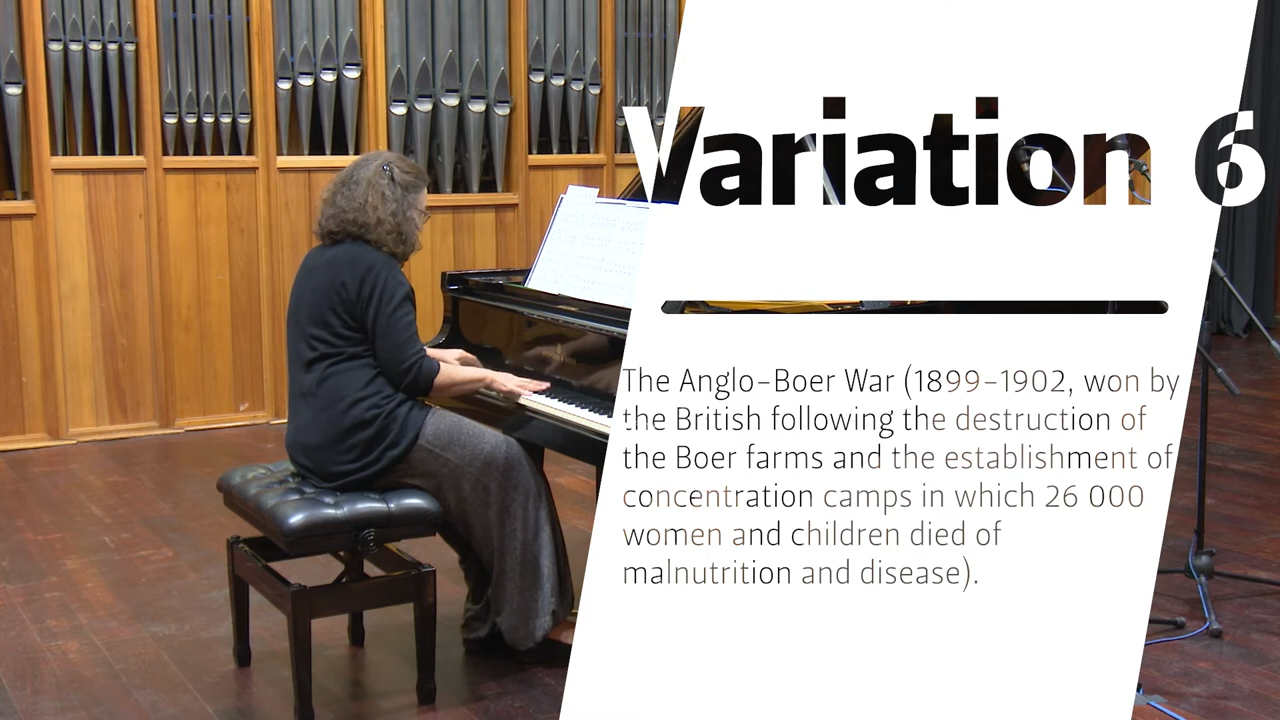 Variation 6
The Anglo-Boer War (1899-1902, won by
the British following the destruction of
the Boer farms and the establishment of
concentration camps in which 26 000
women and children died of
malnutrition and disease).